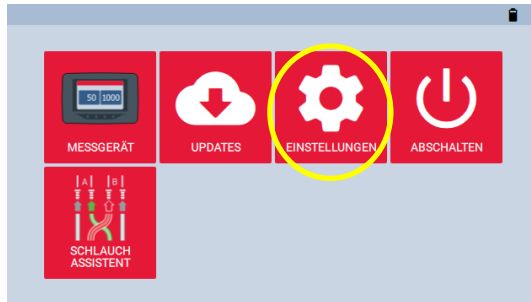 50 1000
MESSGERÄT
UPDATES
EINSTELLUNGEN
ABSCHALTEN
A B
SCHLAUCH
ASSISTENT